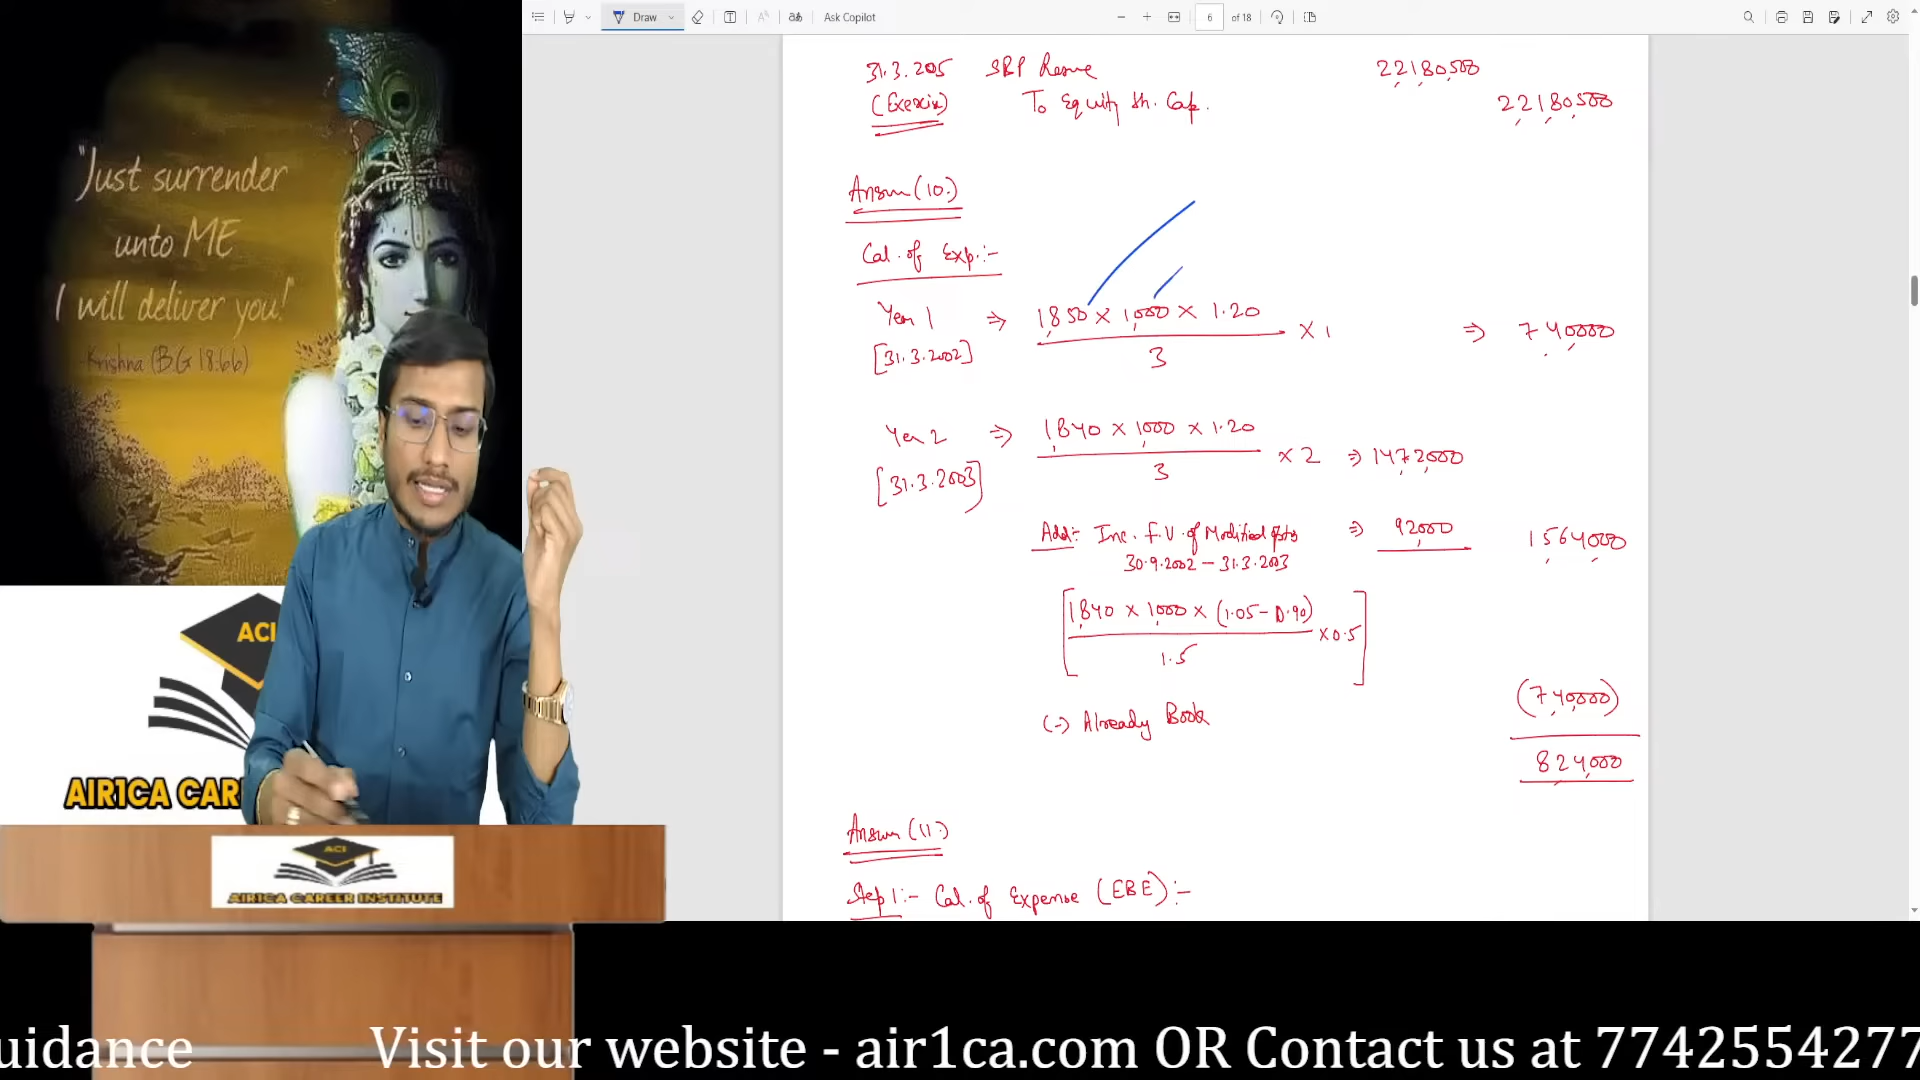 Draw
Ask Copilot
6 of 18
"Just surrender
unto ME
I will deliver you!"
-Krishna (BG 18:66)
31.3.2005 SBP Reserve 22180500
(Exercise) To Equity Sh. Cap. 22180500
Answer (10.)
Cal. of Exp.:-
Year 1 ⇒ 1850 × 1000 × 1.20 × 1 ⇒ 740000
[31.3.2002] 3
Year 2 ⇒ 1840 × 1000 × 1.20 × 2 ⇒ 1472000
[31.3.2003] 3
Add:- Inc. F.V. of Modified ⇒ 92000 1564000
30.9.2002 – 31.3.2003
[1840 × 1000 × (1.05 – 0.90) × 0.5]
1.5
(-) Already Book (740000)
824000
Answer (11.)
Step 1:- Cal. of Expense (EBE):-
ACI
AIR1CA CAR
ACI
AIR1CA CAREER INSTITUTE
uidance Visit our website - air1ca.com OR Contact us at 7742554277